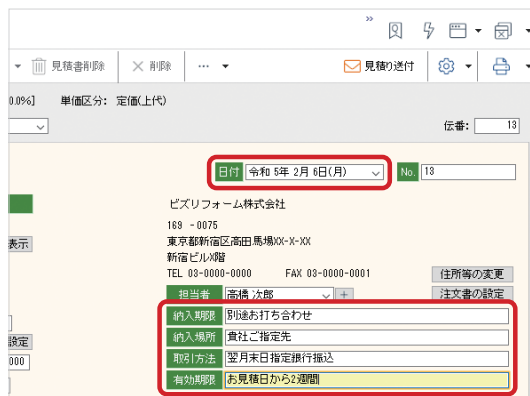 »
見積書削除 削除 … 見積り送付
0.0%] 単価区分: 定価(上代)
伝番: 13
日付 令和 5年 2月 6日(月) No. 13
ビズリフォーム株式会社
169 -0075
表示 東京都新宿区高田馬場XX-X-XX
新宿ビルX階
TEL 03-0000-0000 FAX 03-0000-0001 住所等の変更
担当者 高橋 次郎 + 注文書の設定
納入期限 別途お打ち合わせ
納入場所 貴社ご指定先
設定 取引方法 翌月末日指定銀行振込
000 有効期限 お見積日から2週間